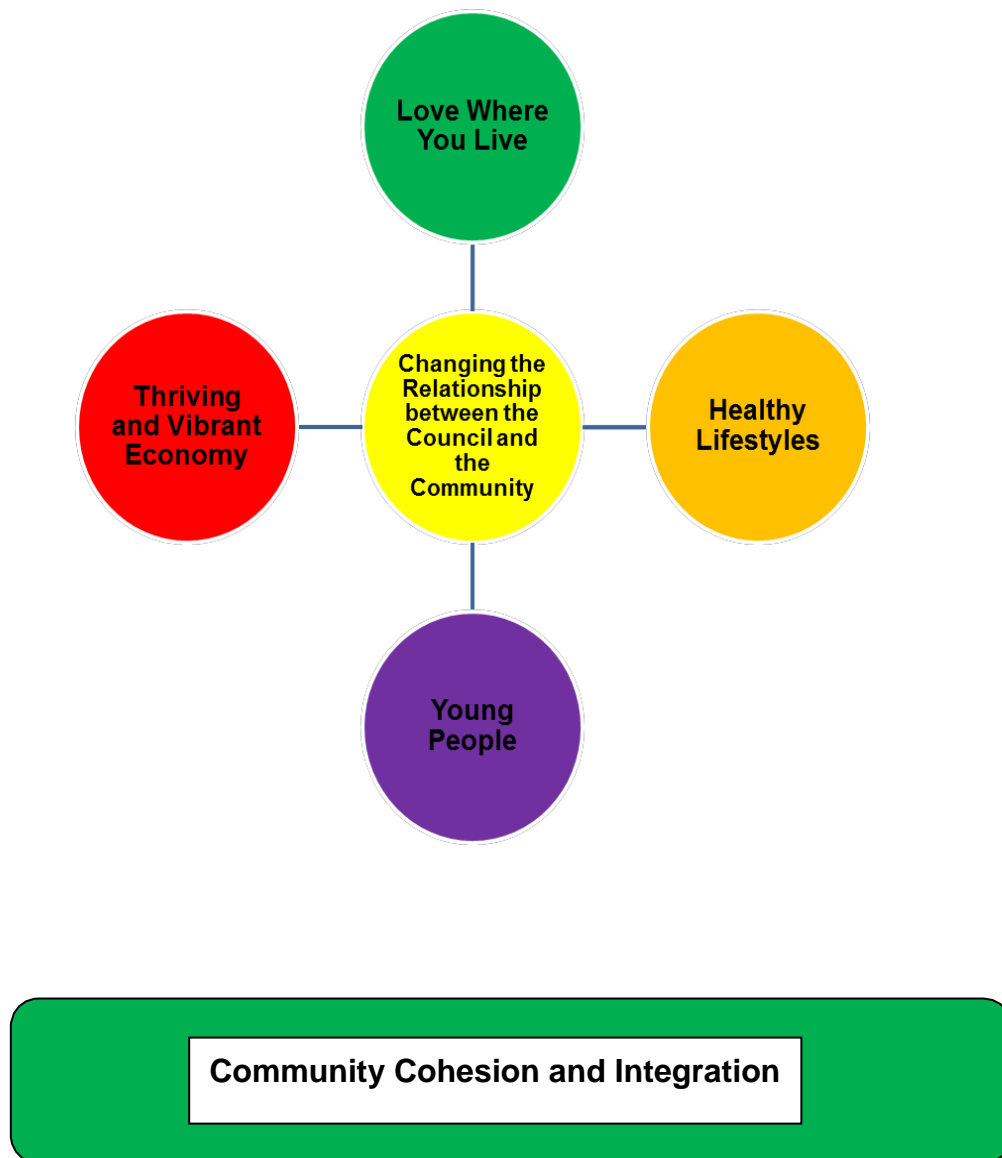 Love Where
You Live
Thriving
and Vibrant
Economy
Changing the
Relationship
between the
Council and
the
Community
Healthy
Lifestyles
Young
People
Community Cohesion and Integration